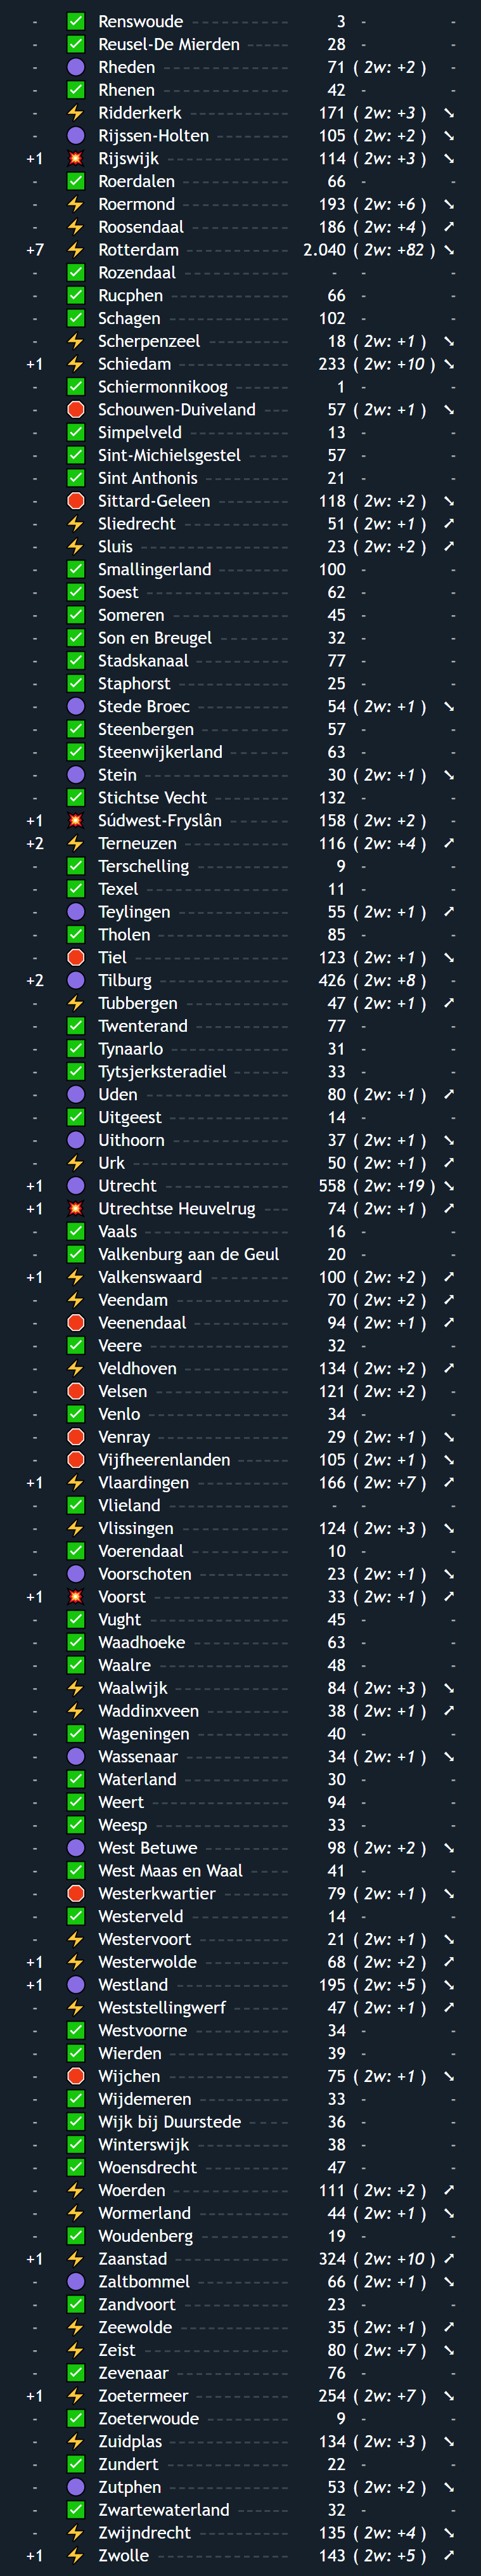 - ✅ Renswoude ------------- 3 - -
- ✅ Reusel-De Mierden ------ 28 - -
- 🟣 Rheden ---------------- 71 ( 2w: +2 ) -
- ✅ Rhenen ---------------- 42 - -
- ⚡ Ridderkerk ------------- 171 ( 2w: +3 ) ➘
- 🟣 Rijssen-Holten --------- 105 ( 2w: +2 ) ➘
+1 💥 Rijswijk --------------- 114 ( 2w: +3 ) ➘
- ✅ Roerdalen ------------- 66 - -
- ⚡ Roermond ------------- 193 ( 2w: +6 ) ➘
- ⚡ Roosendaal ------------ 186 ( 2w: +4 ) ➚
+7 ⚡ Rotterdam ------------- 2.040 ( 2w: +82 ) ➘
- ✅ Rozendaal ------------- - - -
- ✅ Rucphen --------------- 66 - -
- ✅ Schagen --------------- 102 - -
- ⚡ Scherpenzeel ----------- 18 ( 2w: +1 ) ➘
+1 ⚡ Schiedam -------------- 233 ( 2w: +10 ) ➘
- ✅ Schiermonnikoog ------- 1 - -
- 🛑 Schouwen-Duiveland ---- 57 ( 2w: +1 ) ➘
- ✅ Simpelveld ------------- 13 - -
- ✅ Sint-Michielsgestel ----- 57 - -
- ✅ Sint Anthonis ----------- 21 - -
- 🛑 Sittard-Geleen --------- 118 ( 2w: +2 ) ➘
- ⚡ Sliedrecht ------------- 51 ( 2w: +1 ) ➚
- ⚡ Sluis ------------------ 23 ( 2w: +2 ) ➚
- ✅ Smallingerland --------- 100 - -
- ✅ Soest ------------------ 62 - -
- ✅ Someren --------------- 45 - -
- ✅ Son en Breugel --------- 32 - -
- ✅ Stadskanaal ------------ 77 - -
- ✅ Staphorst -------------- 25 - -
- 🟣 Stede Broec ------------ 54 ( 2w: +1 ) ➘
- ✅ Steenbergen ----------- 57 - -
- ✅ Steenwijkerland -------- 63 - -
- 🟣 Stein ------------------ 30 ( 2w: +1 ) ➘
- ✅ Stichtse Vecht ---------- 132 - -
+1 💥 Súdwest-Fryslân -------- 158 ( 2w: +2 ) -
+2 ⚡ Terneuzen ------------- 116 ( 2w: +4 ) ➚
- ✅ Terschelling ------------ 9 - -
- ✅ Texel ------------------ 11 - -
- 🟣 Teylingen -------------- 55 ( 2w: +1 ) ➚
- ✅ Tholen ---------------- 85 - -
- 🛑 Tiel ------------------- 123 ( 2w: +1 ) ➘
+2 🟣 Tilburg ---------------- 426 ( 2w: +8 ) -
- ⚡ Tubbergen ------------- 47 ( 2w: +1 ) ➚
- ✅ Twenterand ------------ 77 - -
- ✅ Tynaarlo --------------- 31 - -
- ✅ Tytsjerksteradiel ------- 33 - -
- 🟣 Uden ------------------ 80 ( 2w: +1 ) ➚
- ✅ Uitgeest --------------- 14 - -
- 🟣 Uithoorn -------------- 37 ( 2w: +1 ) ➘
- ⚡ Urk ------------------- 50 ( 2w: +1 ) ➚
+1 🟣 Utrecht ---------------- 558 ( 2w: +19 ) ➘
+1 💥 Utrechtse Heuvelrug --- 74 ( 2w: +1 ) ➚
- ✅ Vaals ------------------ 16 - -
- ✅ Valkenburg aan de Geul 20 - -
+1 ⚡ Valkenswaard ---------- 100 ( 2w: +2 ) ➚
- ⚡ Veendam -------------- 70 ( 2w: +2 ) ➚
- 🛑 Veenendaal ------------ 94 ( 2w: +1 ) ➘
- ✅ Veere ------------------ 32 - -
- ⚡ Veldhoven ------------- 134 ( 2w: +2 ) ➚
- 🛑 Velsen ----------------- 121 ( 2w: +2 ) -
- ✅ Venlo ------------------ 34 - -
- 🛑 Venray ---------------- 29 ( 2w: +1 ) ➘
- 🛑 Vijfheerenlanden ------- 105 ( 2w: +1 ) ➘
+1 ⚡ Vlaardingen ------------ 166 ( 2w: +7 ) ➚
- ✅ Vlieland --------------- - - -
- ⚡ Vlissingen ------------- 124 ( 2w: +3 ) ➘
- ✅ Voerendaal ------------ 10 - -
- 🟣 Voorschoten ----------- 23 ( 2w: +1 ) ➘
+1 💥 Voorst ----------------- 33 ( 2w: +1 ) ➚
- ✅ Vught ----------------- 45 - -
- ✅ Waadhoeke ------------ 63 - -
- ✅ Waalre ---------------- 48 - -
- ⚡ Waalwijk -------------- 84 ( 2w: +3 ) ➘
- ⚡ Waddinxveen ---------- 38 ( 2w: +1 ) ➚
- ✅ Wageningen ----------- 40 - -
- 🟣 Wassenaar ------------- 34 ( 2w: +1 ) ➘
- ✅ Waterland ------------- 30 - -
- ✅ Weert ----------------- 94 - -
- ✅ Weesp ----------------- 33 - -
- 🟣 West Betuwe ----------- 98 ( 2w: +2 ) ➘
- ✅ West Maas en Waal ----- 41 - -
- 🛑 Westerkwartier --------- 79 ( 2w: +1 ) ➘
- ✅ Westerveld ------------ 14 - -
- ⚡ Westervoort ----------- 21 ( 2w: +1 ) ➘
+1 ⚡ Westerwolde ----------- 68 ( 2w: +2 ) ➚
+1 🟣 Westland -------------- 195 ( 2w: +5 ) ➘
- ⚡ Weststellingwerf ------- 47 ( 2w: +1 ) ➚
- ✅ Westvoorne ------------ 34 - -
- ✅ Wierden --------------- 39 - -
- 🛑 Wijchen --------------- 75 ( 2w: +1 ) ➘
- ✅ Wijdemeren ----------- 33 - -
- ✅ Wijk bij Duurstede ---- 36 - -
- ✅ Winterswijk ------------ 38 - -
- ✅ Woensdrecht ----------- 47 - -
- ⚡ Woerden -------------- 111 ( 2w: +2 ) ➚
- ⚡ Wormerland ----------- 44 ( 2w: +1 ) ➘
- ✅ Woudenberg ----------- 19 - -
+1 ⚡ Zaanstad -------------- 324 ( 2w: +10 ) ➚
- 🟣 Zaltbommel ------------ 66 ( 2w: +1 ) ➘
- ✅ Zandvoort ------------- 23 - -
- ⚡ Zeewolde -------------- 35 ( 2w: +1 ) ➚
- ⚡ Zeist ------------------ 80 ( 2w: +7 ) ➘
- ✅ Zevenaar -------------- 76 - -
+1 ⚡ Zoetermeer ------------ 254 ( 2w: +7 ) ➘
- ✅ Zoeterwoude ----------- 9 - -
- ⚡ Zuidplas --------------- 134 ( 2w: +3 ) ➘
- ✅ Zundert --------------- 22 - -
- 🟣 Zutphen --------------- 53 ( 2w: +2 ) ➘
- ✅ Zwartewaterland ------- 32 - -
- ⚡ Zwijndrecht ------------ 135 ( 2w: +4 ) ➚
+1 ⚡ Zwolle ----------------- 143 ( 2w: +5 ) ➚